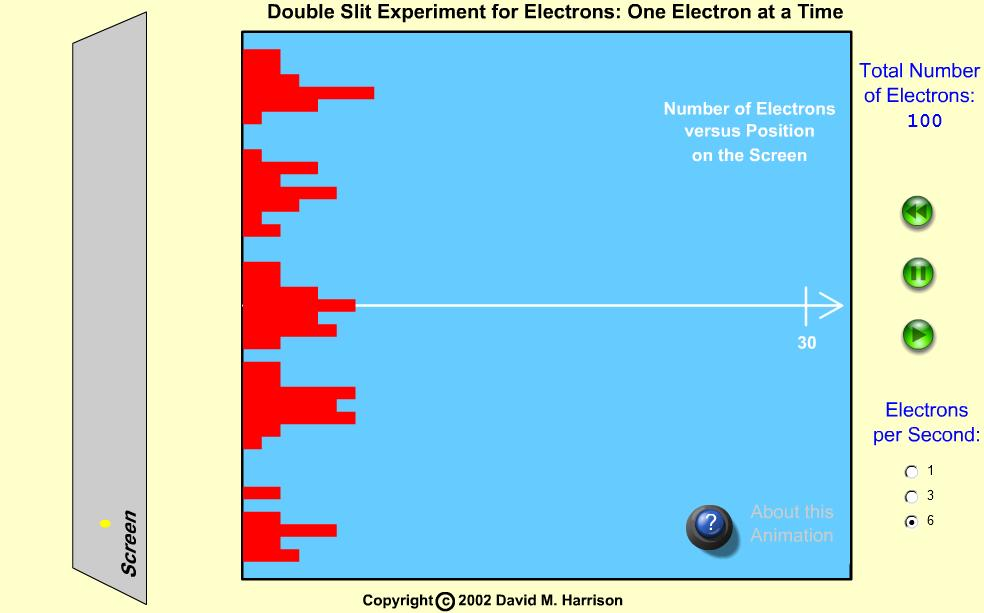 Double Slit Experiment for Electrons: One Electron at a Time
Total Number
of Electrons:
100
Number of Electrons
versus Position
on the Screen
30
Electrons
per Second:
1
3
6
Screen
?
About this
Animation
Copyright © 2002 David M. Harrison